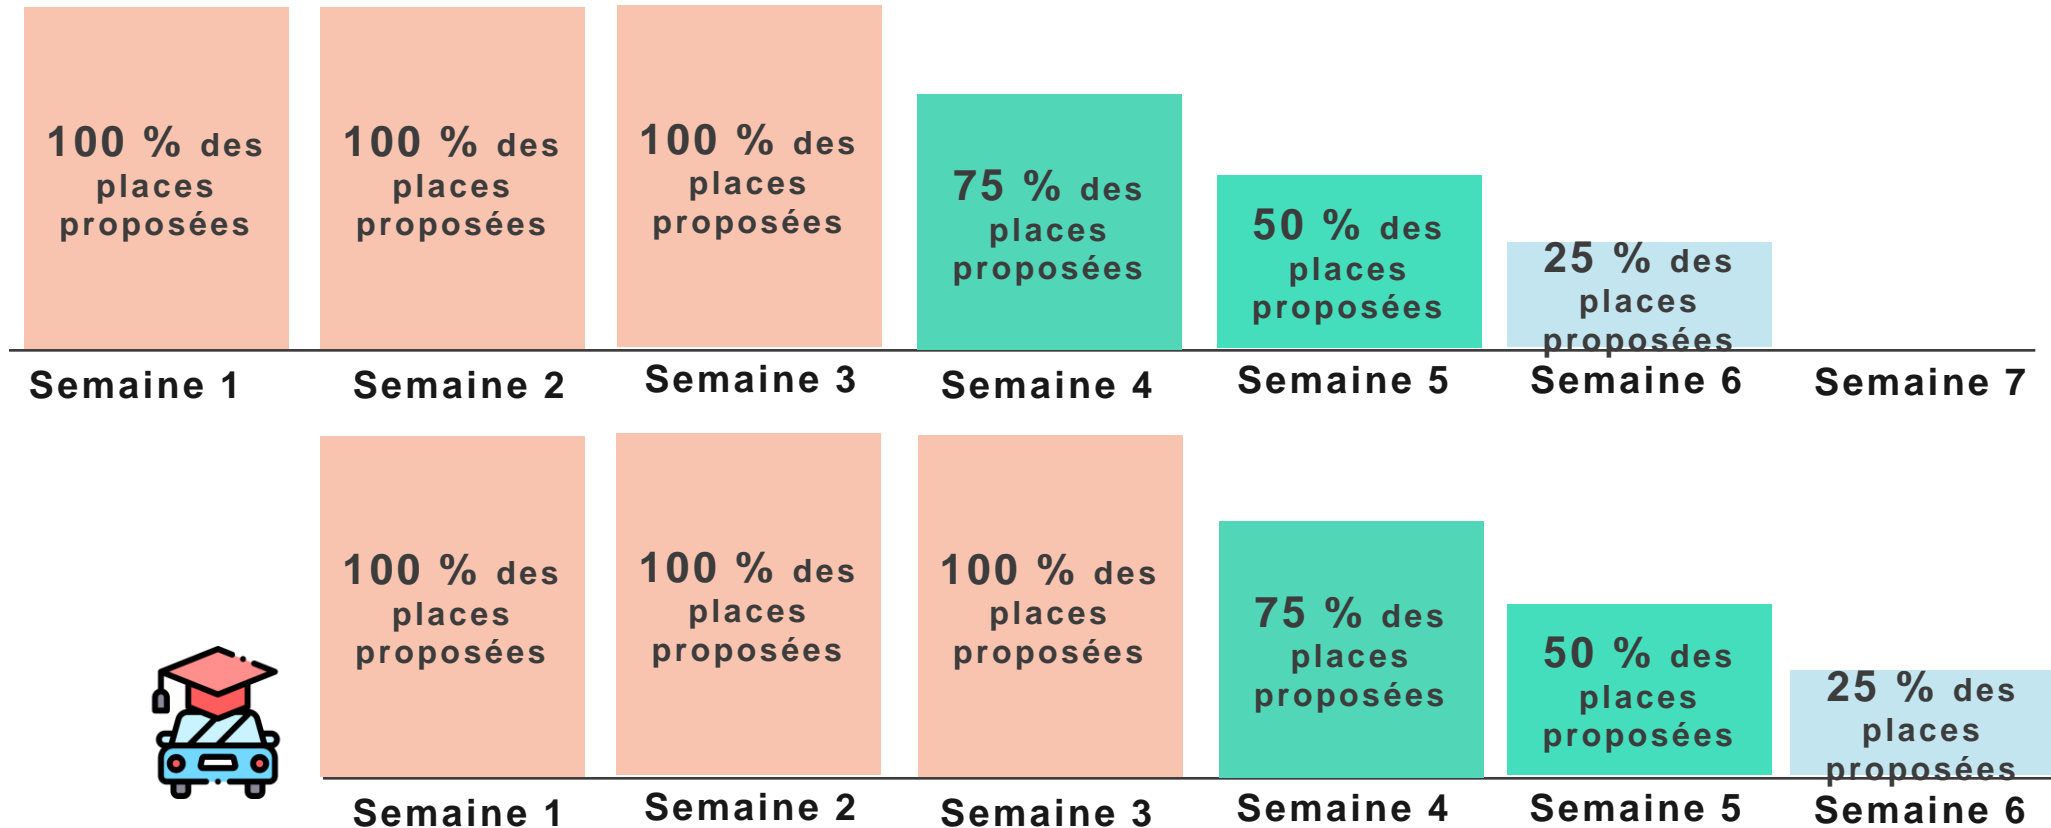 100 % des
places
proposées
100 % des
places
proposées
100 % des
places
proposées
75 % des
places
proposées
50 % des
places
proposées
25 % des
places
proposées
Semaine 1
Semaine 2
Semaine 3
Semaine 4
Semaine 5
Semaine 6
Semaine 7
100 % des
places
proposées
100 % des
places
proposées
100 % des
places
proposées
75 % des
places
proposées
50 % des
places
proposées
25 % des
places
proposées
Semaine 1
Semaine 2
Semaine 3
Semaine 4
Semaine 5
Semaine 6